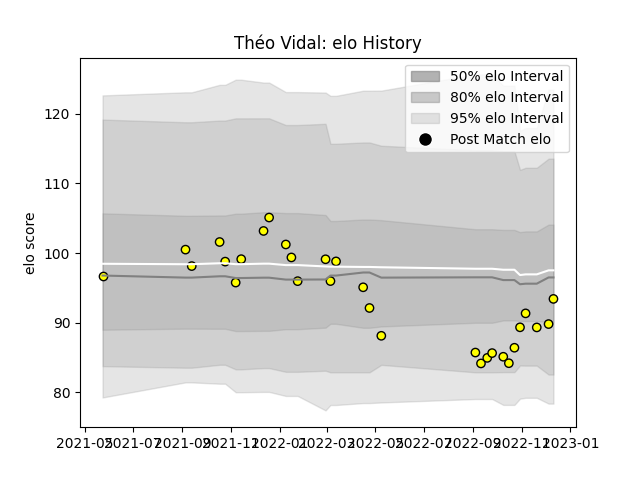 Théo Vidal: elo History
50% elo Interval
80% elo Interval
95% elo Interval
Post Match elo
elo score
120
110
100
90
80
2021-05 2021-07 2021-09 2021-11 2022-01 2022-03 2022-05 2022-07 2022-09 2022-11 2023-01